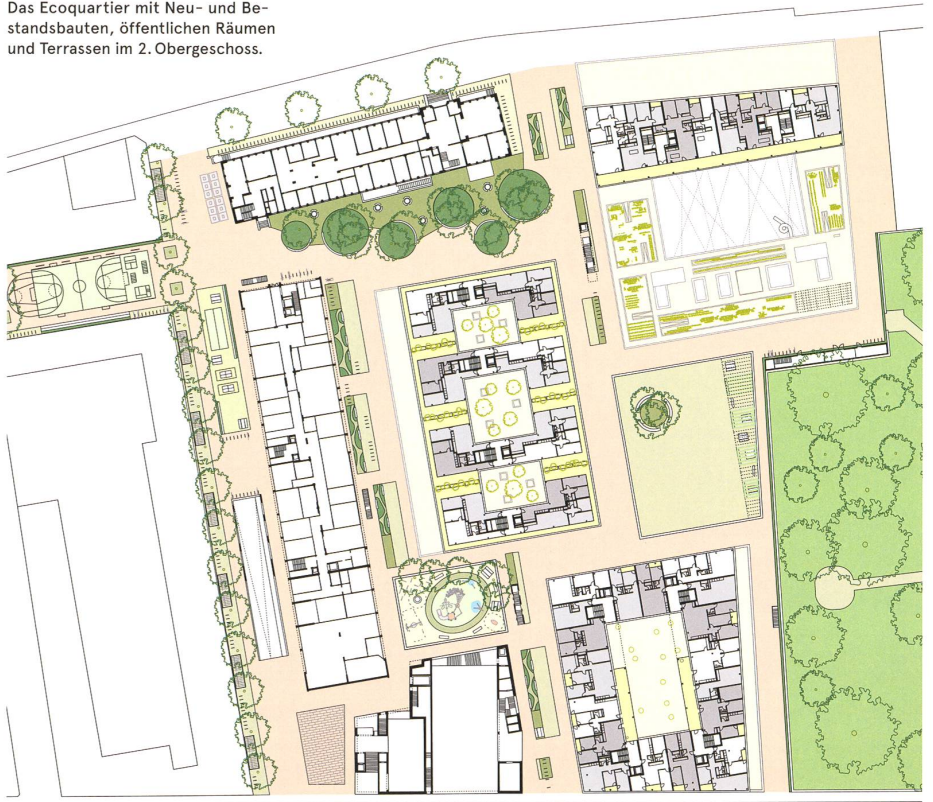 Das Ecoquartier mit Neu- und Be-
standsbauten, öffentlichen Räumen
und Terrassen im 2. Obergeschoss.